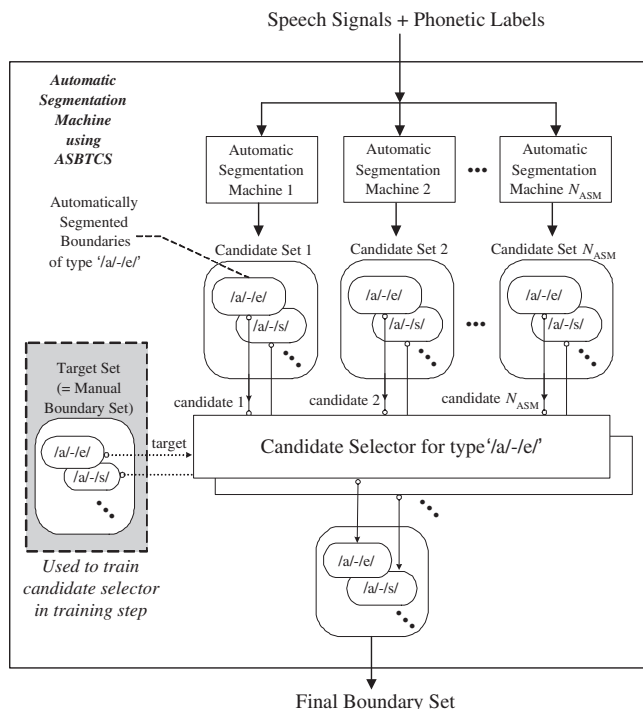 Speech Signals + Phonetic Labels
Automatic
Segmentation
Machine
using
ASBTCS
Automatic
Segmentation
Machine 1
Automatic
Segmentation
Machine 2
•••
Automatic
Segmentation
Machine N_ASM
Automatically
Segmented
Boundaries
of type ‘/a/-/e/’
Candidate Set 1
/a/-/e/
/a/-/s/
Candidate Set 2
/a/-/e/
/a/-/s/
•••
Candidate Set N_ASM
/a/-/e/
/a/-/s/
candidate 1
candidate 2
candidate N_ASM
Target Set
(= Manual
Boundary Set)
/a/-/e/
/a/-/s/
target
Candidate Selector for type‘/a/-/e/’
Used to train
candidate selector
in training step
/a/-/e/
/a/-/s/
Final Boundary Set